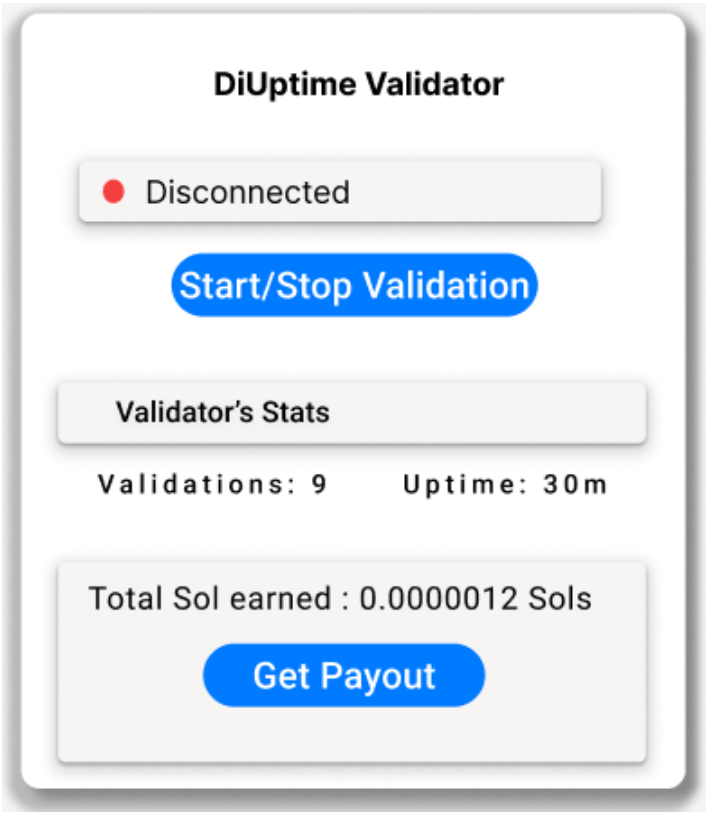 DiUptime Validator
Disconnected
Start/Stop Validation
Validator’s Stats
Validations: 9 Uptime: 30m
Total Sol earned : 0.0000012 Sols
Get Payout